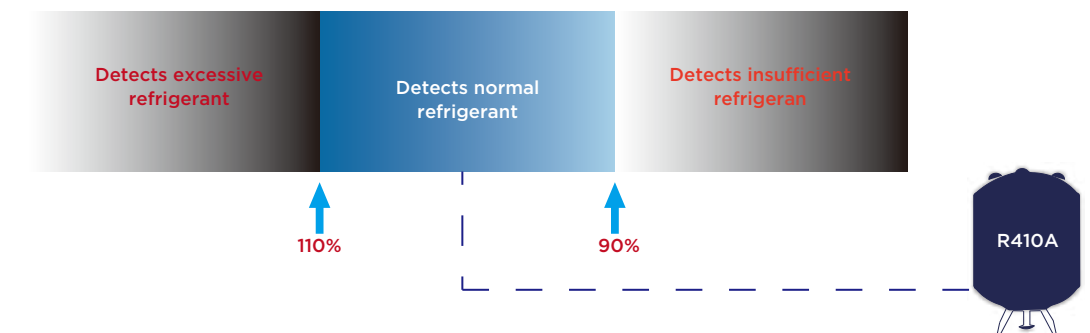 Detects excessive
refrigerant
Detects normal
refrigerant
Detects insufficient
refrigeran
110%
90%
R410A